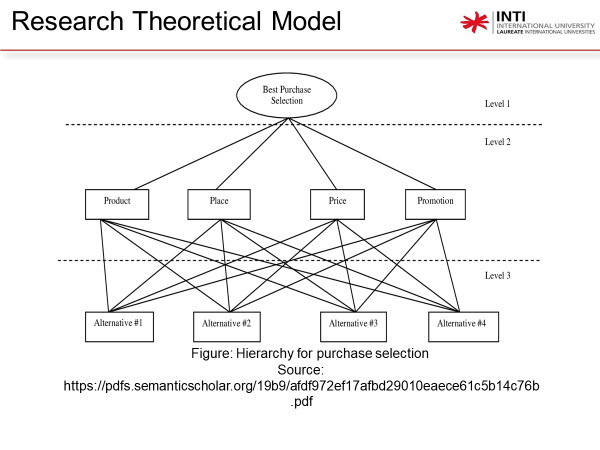 Research Theoretical Model
INTI
INTERNATIONAL UNIVERSITY
LAUREATE INTERNATIONAL UNIVERSITIES
Best Purchase
Selection
Level 1
Level 2
Product
Place
Price
Promotion
Level 3
Alternative #1
Alternative #2
Alternative #3
Alternative #4
Figure: Hierarchy for purchase selection
Source:
https://pdfs.semanticscholar.org/19b9/afdf972ef17afbd29010eaece61c5b14c76b
.pdf